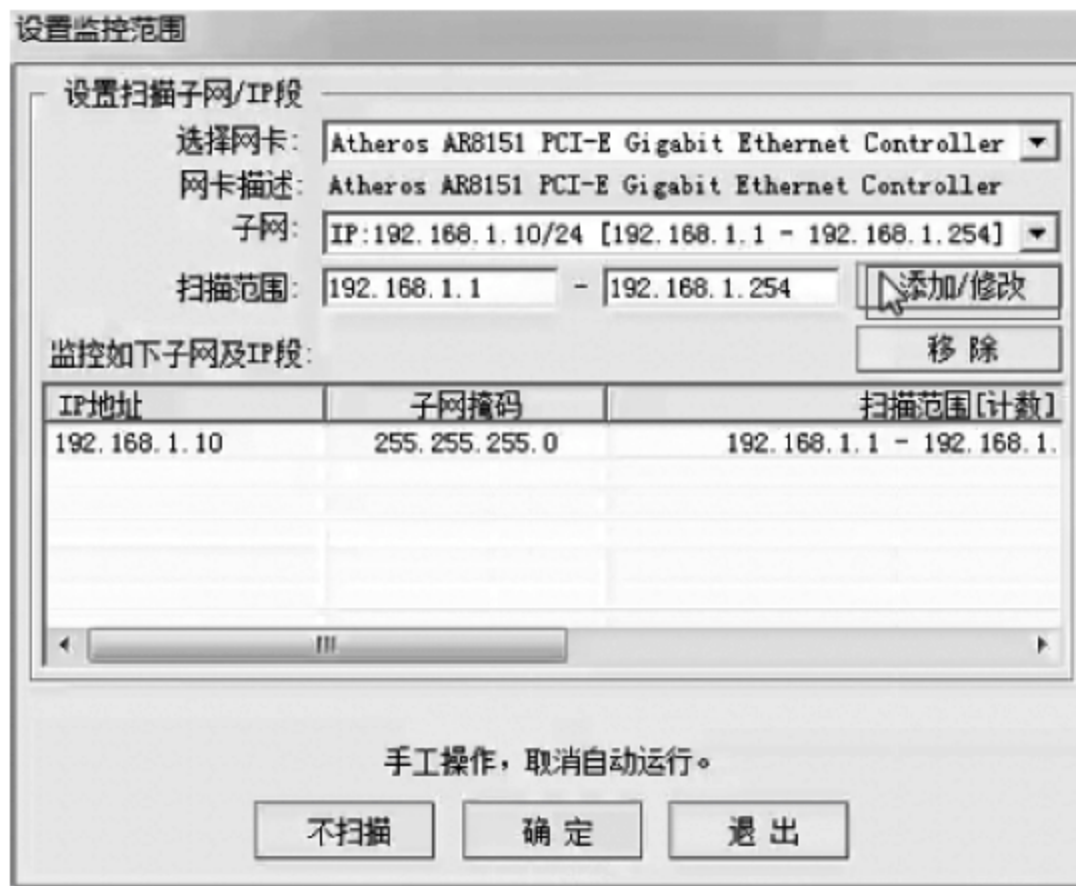 设置监控范围
设置扫描子网/IP段
选择网卡: Atheros AR8151 PCI-E Gigabit Ethernet Controller
网卡描述: Atheros AR8151 PCI-E Gigabit Ethernet Controller
子网: IP:192.168.1.10/24 [192.168.1.1 - 192.168.1.254]
扫描范围: 192.168.1.1 - 192.168.1.254 添加/修改
监控如下子网及IP段: 移除
IP地址 子网掩码 扫描范围[计数]
192.168.1.10 255.255.255.0 192.168.1.1 - 192.168.1.
手工操作，取消自动运行。
不扫描 确定 退出